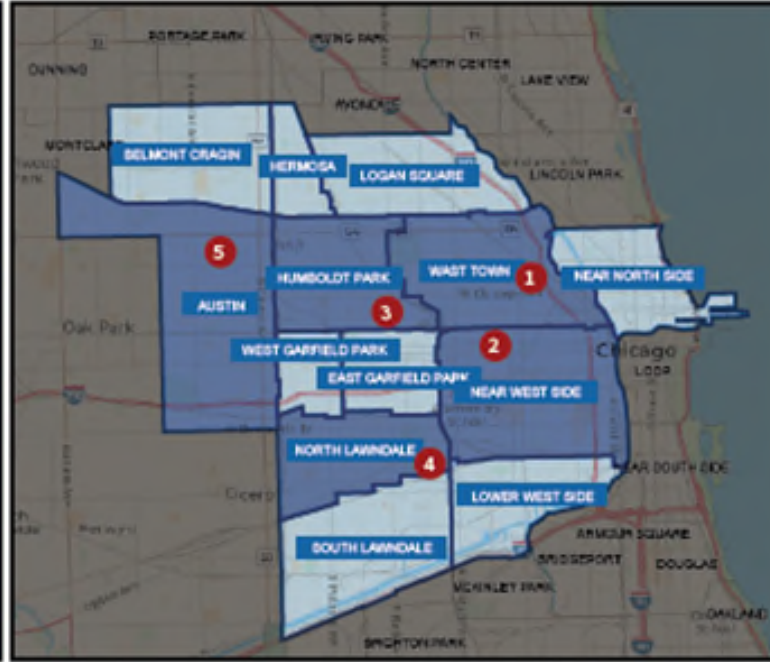 PORTAGE PARK
IRVING PARK
NORTH CENTER
DUNNING
LAKE VIEW
AVONDALE
MONTCLARE
BELMONT CRAGIN
HERMOSA
LOGAN SQUARE
LINCOLN PARK
5
HUMBOLDT PARK
WAST TOWN
1
NEAR NORTH SIDE
AUSTIN
3
Oak Park
2
WEST GARFIELD PARK
Chicago
LOOP
EAST GARFIELD PARK
NEAR WEST SIDE
NORTH LAWNDALE
4
EAR SOUTH SIDE
Cicero
LOWER WEST SIDE
SOUTH LAWNDALE
ARMOUR SQUARE
BRIDGEPORT
DOUGLAS
MCKINLEY PARK
OAKLAND
BRIGHTON PARK